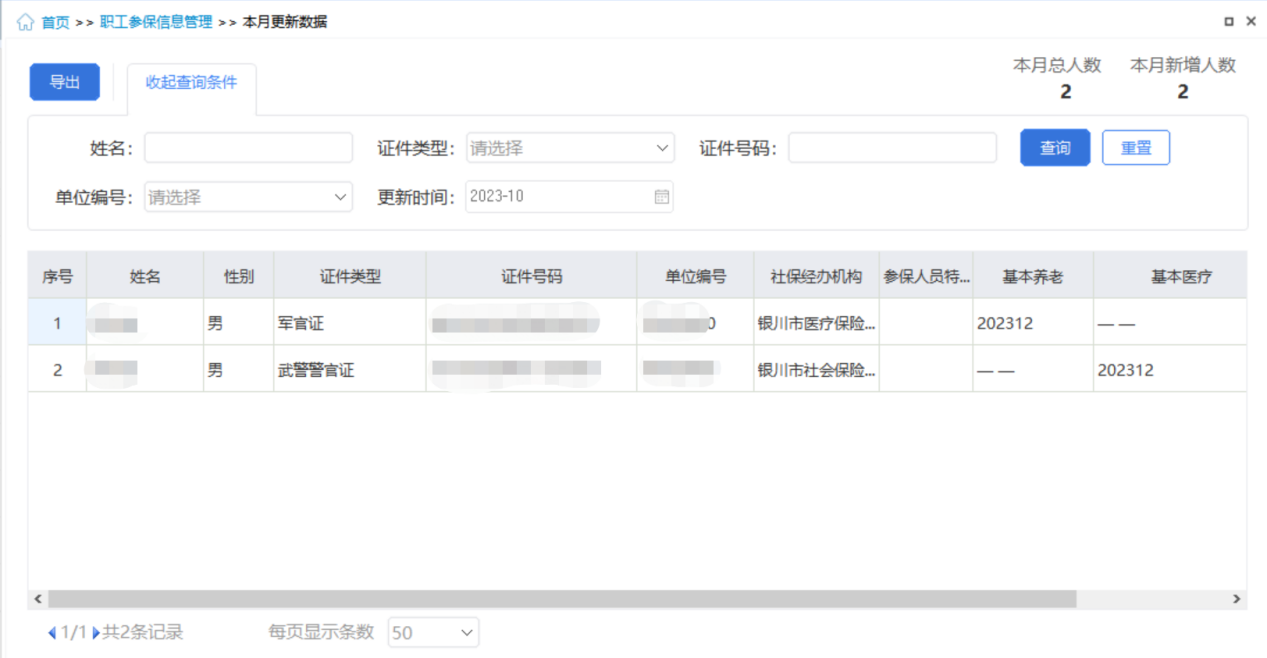 首页 >> 职工参保信息管理 >> 本月更新数据
导出 收起查询条件 本月总人数 本月新增人数
2 2
姓名： 证件类型： 请选择 证件号码： 查询 重置
单位编号： 请选择 更新时间： 2023-10
序号 姓名 性别 证件类型 证件号码 单位编号 社保经办机构 参保人员特... 基本养老 基本医疗
1 男 军官证 0 银川市医疗保险... 202312 — —
2 男 武警警官证 银川市社会保险... — — 202312
1/1 共2条记录 每页显示条数 50